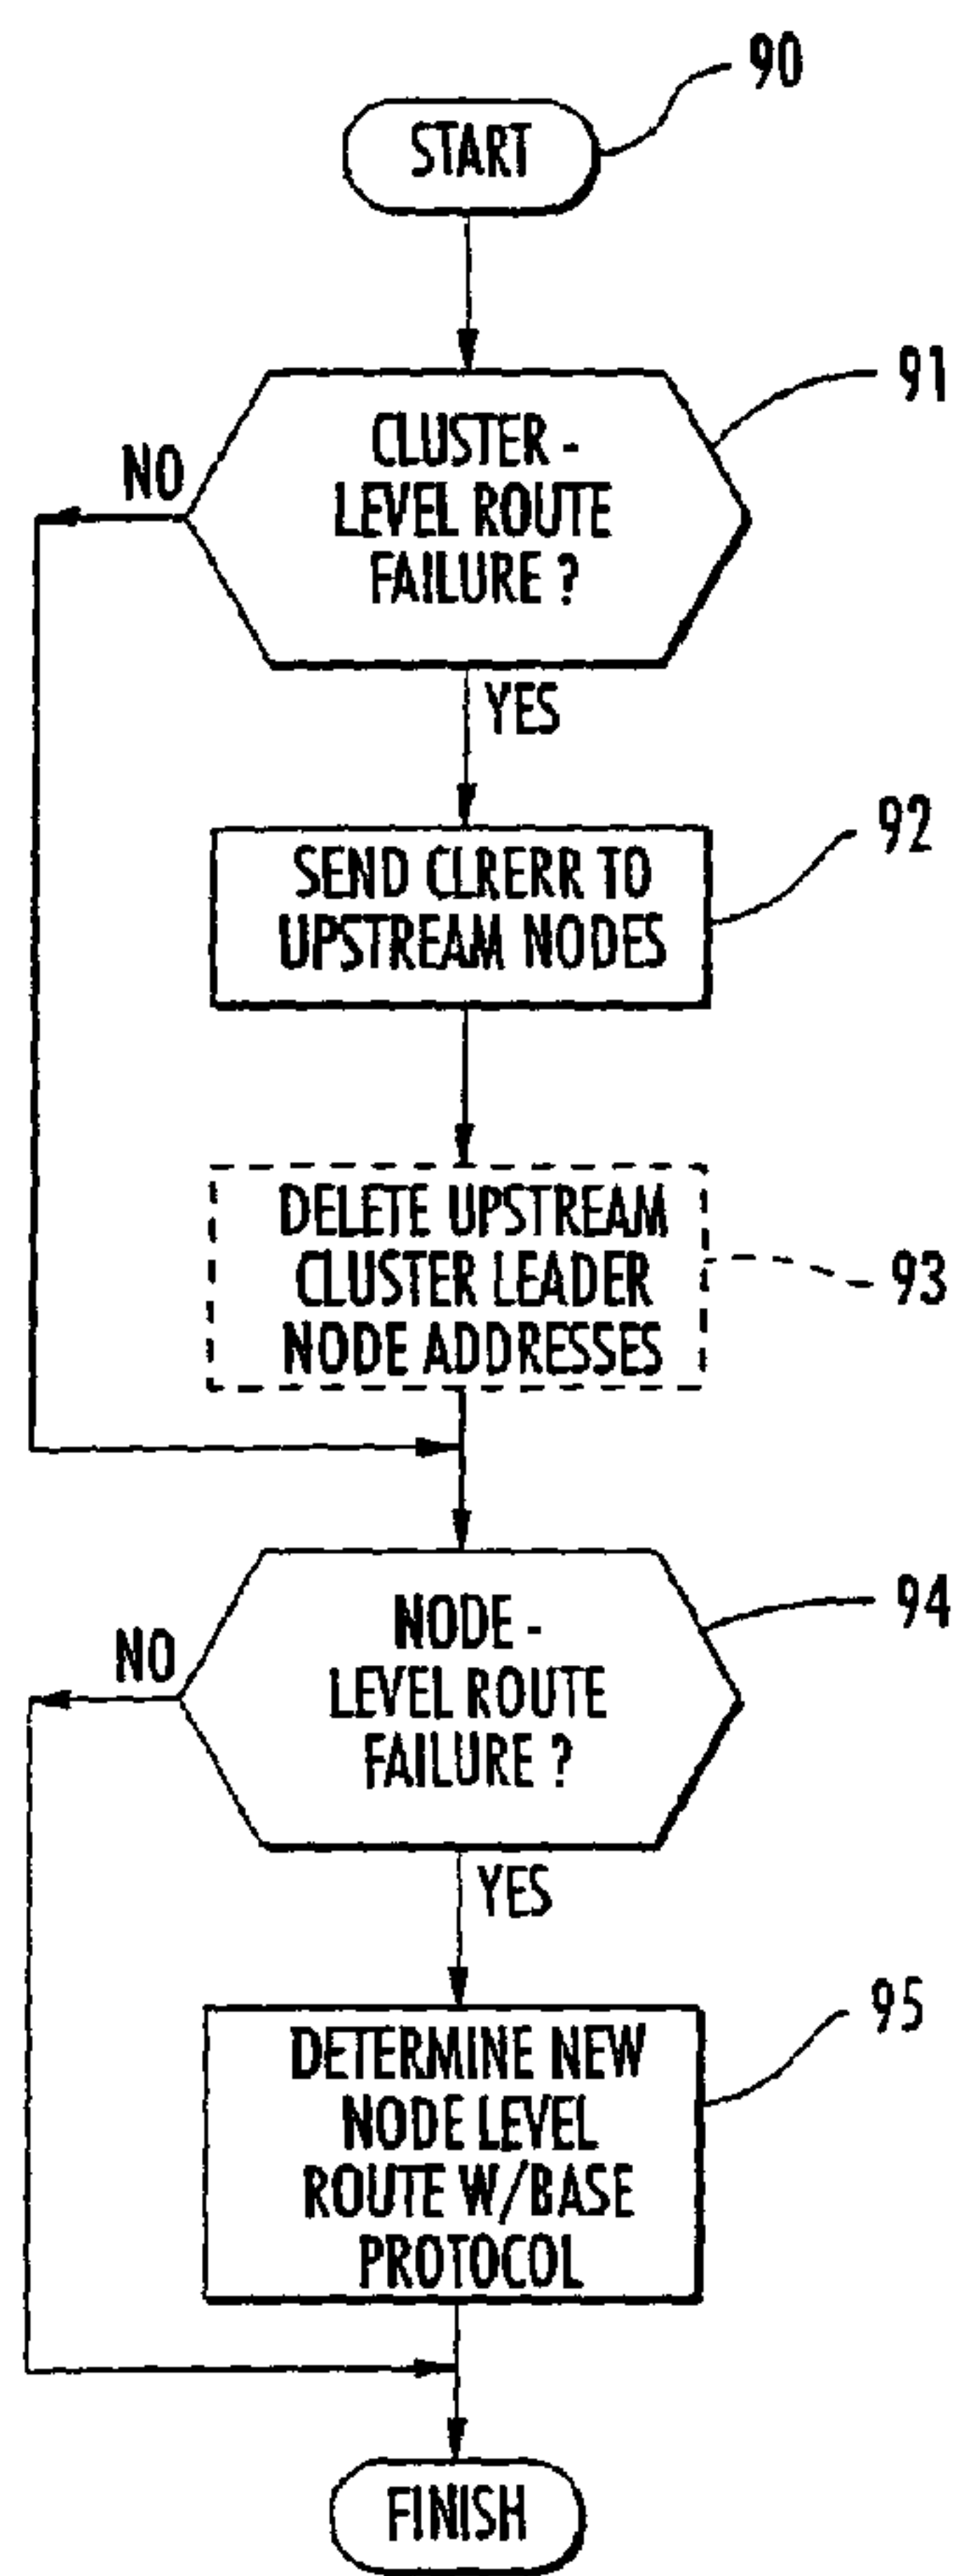 90
START
91
CLUSTER -
LEVEL ROUTE
FAILURE ?
NO
YES
92
SEND CLRERR TO
UPSTREAM NODES
93
DELETE UPSTREAM
CLUSTER LEADER
NODE ADDRESSES
94
NODE -
LEVEL ROUTE
FAILURE ?
NO
YES
95
DETERMINE NEW
NODE LEVEL
ROUTE W/BASE
PROTOCOL
FINISH